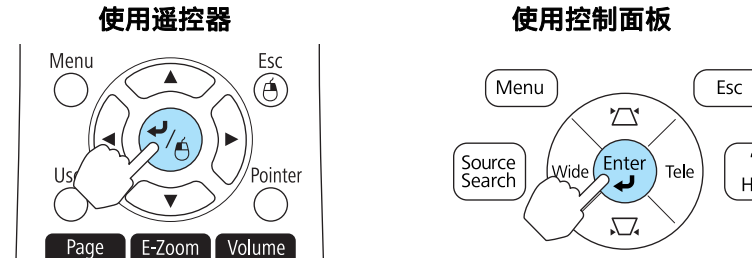 使用遥控器
使用控制面板
Menu
Esc
Pointer
Page
E-Zoom
Volume
Menu
Esc
Source
Search
Wide
Enter
Tele